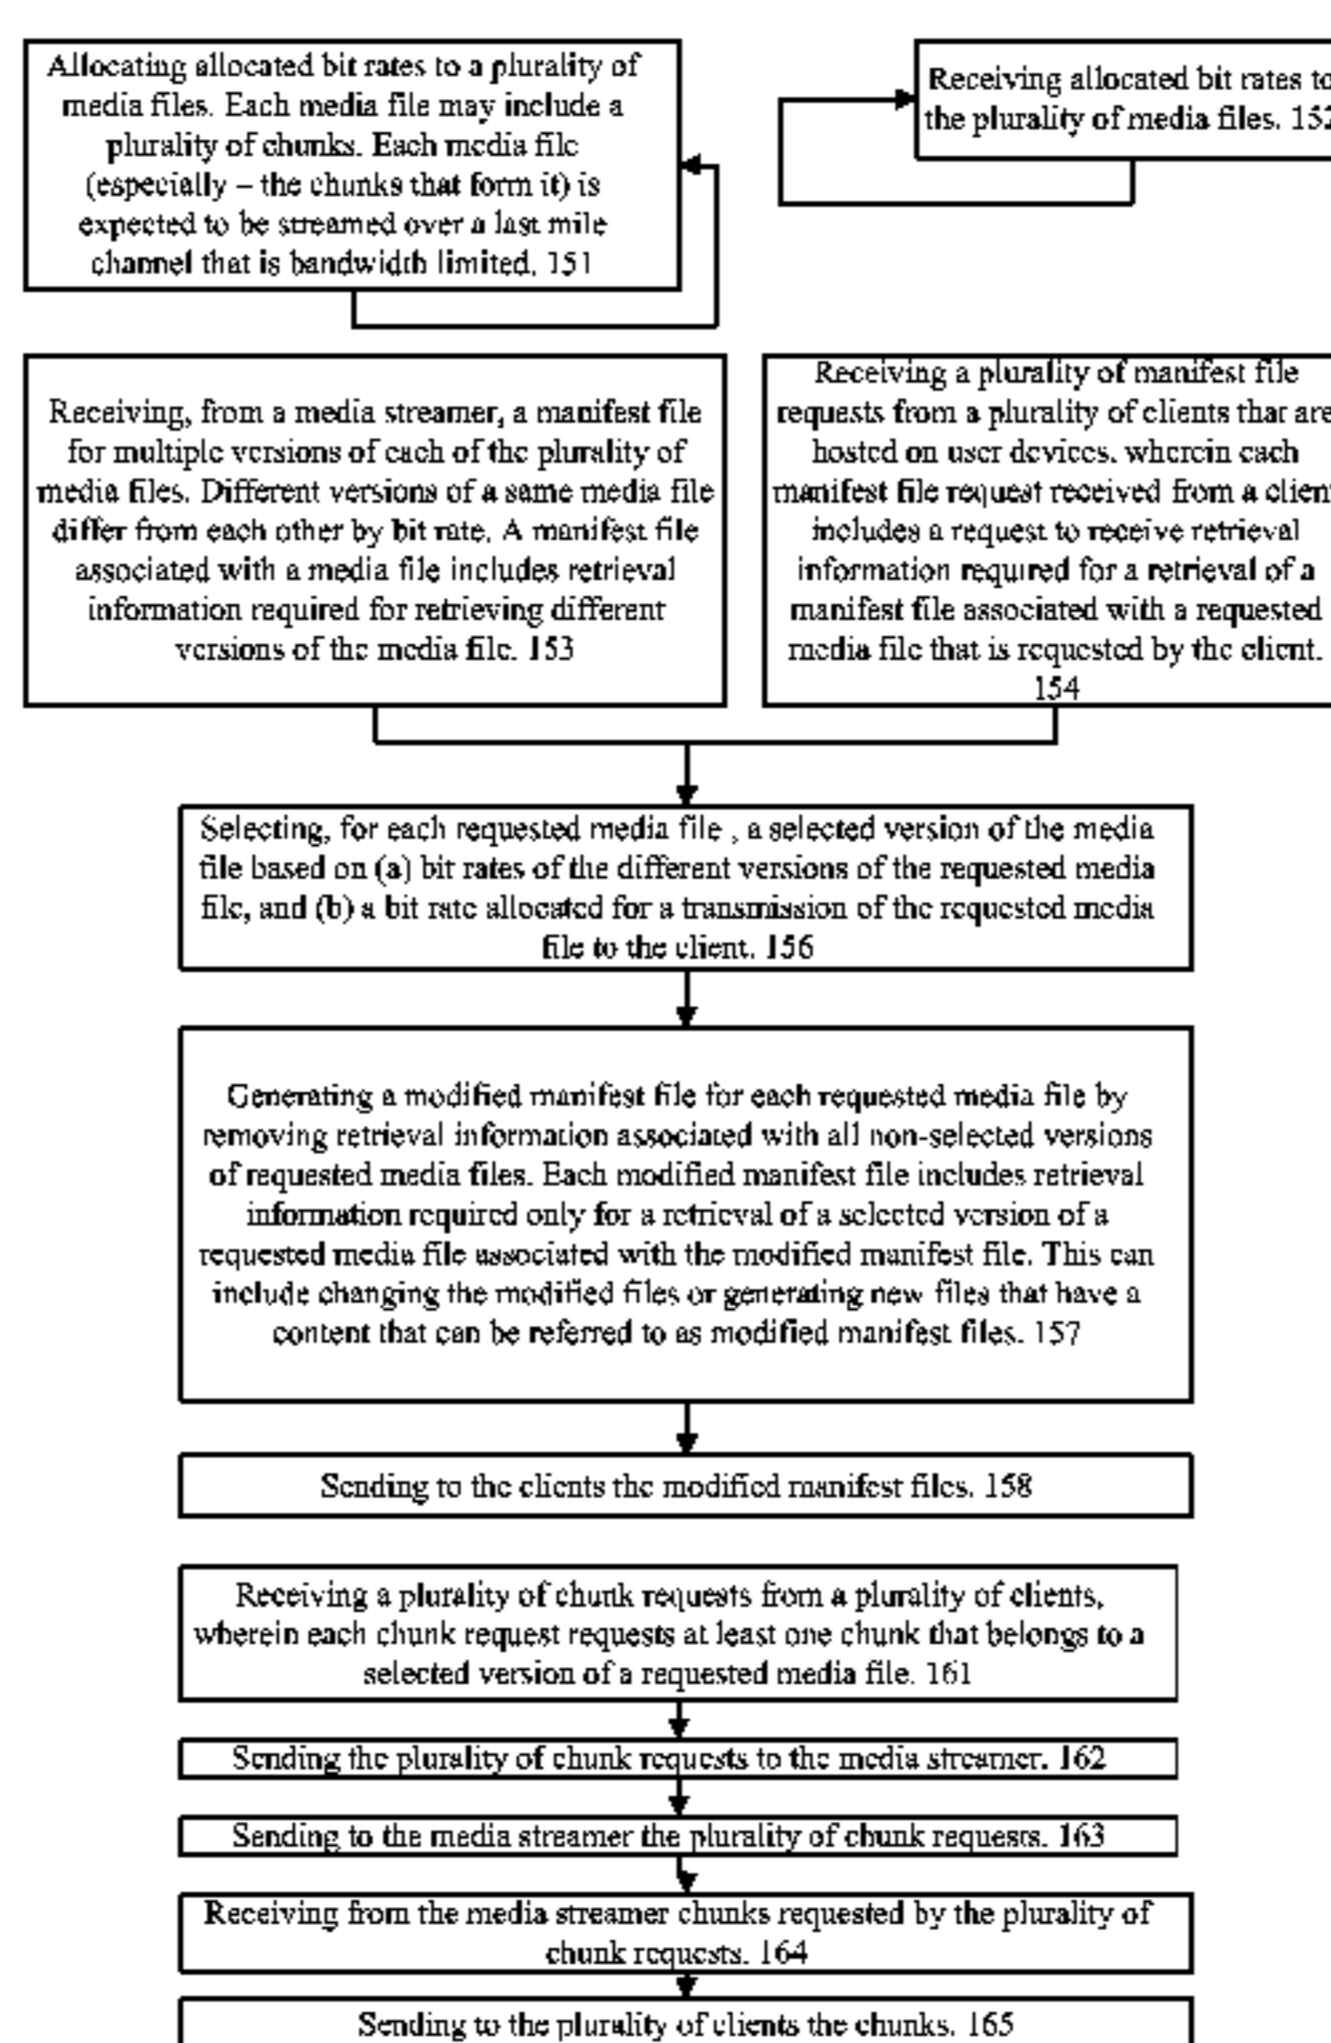 Allocating allocated bit rates to a plurality of
media files. Each media file may include a
plurality of chunks. Each media file
(especially – the chunks that form it) is
expected to be streamed over a last mile
channel that is bandwidth limited. 151
Receiving allocated bit rates to
the plurality of media files. 152
Receiving, from a media streamer, a manifest file
for multiple versions of each of the plurality of
media files. Different versions of a same media file
differ from each other by bit rate. A manifest file
associated with a media file includes retrieval
information required for retrieving different
versions of the media file. 153
Receiving a plurality of manifest file
requests from a plurality of clients that are
hosted on user devices. wherein each
manifest file request received from a client
includes a request to receive retrieval
information required for a retrieval of a
manifest file associated with a requested
media file that is requested by the client.
154
Selecting, for each requested media file , a selected version of the media
file based on (a) bit rates of the different versions of the requested media
file, and (b) a bit rate allocated for a transmission of the requested media
file to the client. 156
Generating a modified manifest file for each requested media file by
removing retrieval information associated with all non-selected versions
of requested media files. Each modified manifest file includes retrieval
information required only for a retrieval of a selected version of a
requested media file associated with the modified manifest file. This can
include changing the modified files or generating new files that have a
content that can be referred to as modified manifest files. 157
Sending to the clients the modified manifest files. 158
Receiving a plurality of chunk requests from a plurality of clients,
wherein each chunk request requests at least one chunk that belongs to a
selected version of a requested media file. 161
Sending the plurality of chunk requests to the media streamer. 162
Sending to the media streamer the plurality of chunk requests. 163
Receiving from the media streamer chunks requested by the plurality of
chunk requests. 164
Sending to the plurality of clients the chunks. 165